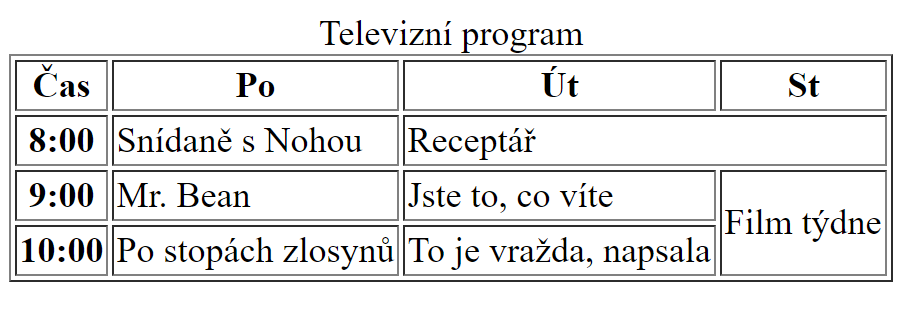 Televizní program
Čas Po Út St
8:00 Snídaně s Nohou Receptář
9:00 Mr. Bean Jste to, co víte Film týdne
10:00 Po stopách zlosynů To je vražda, napsala